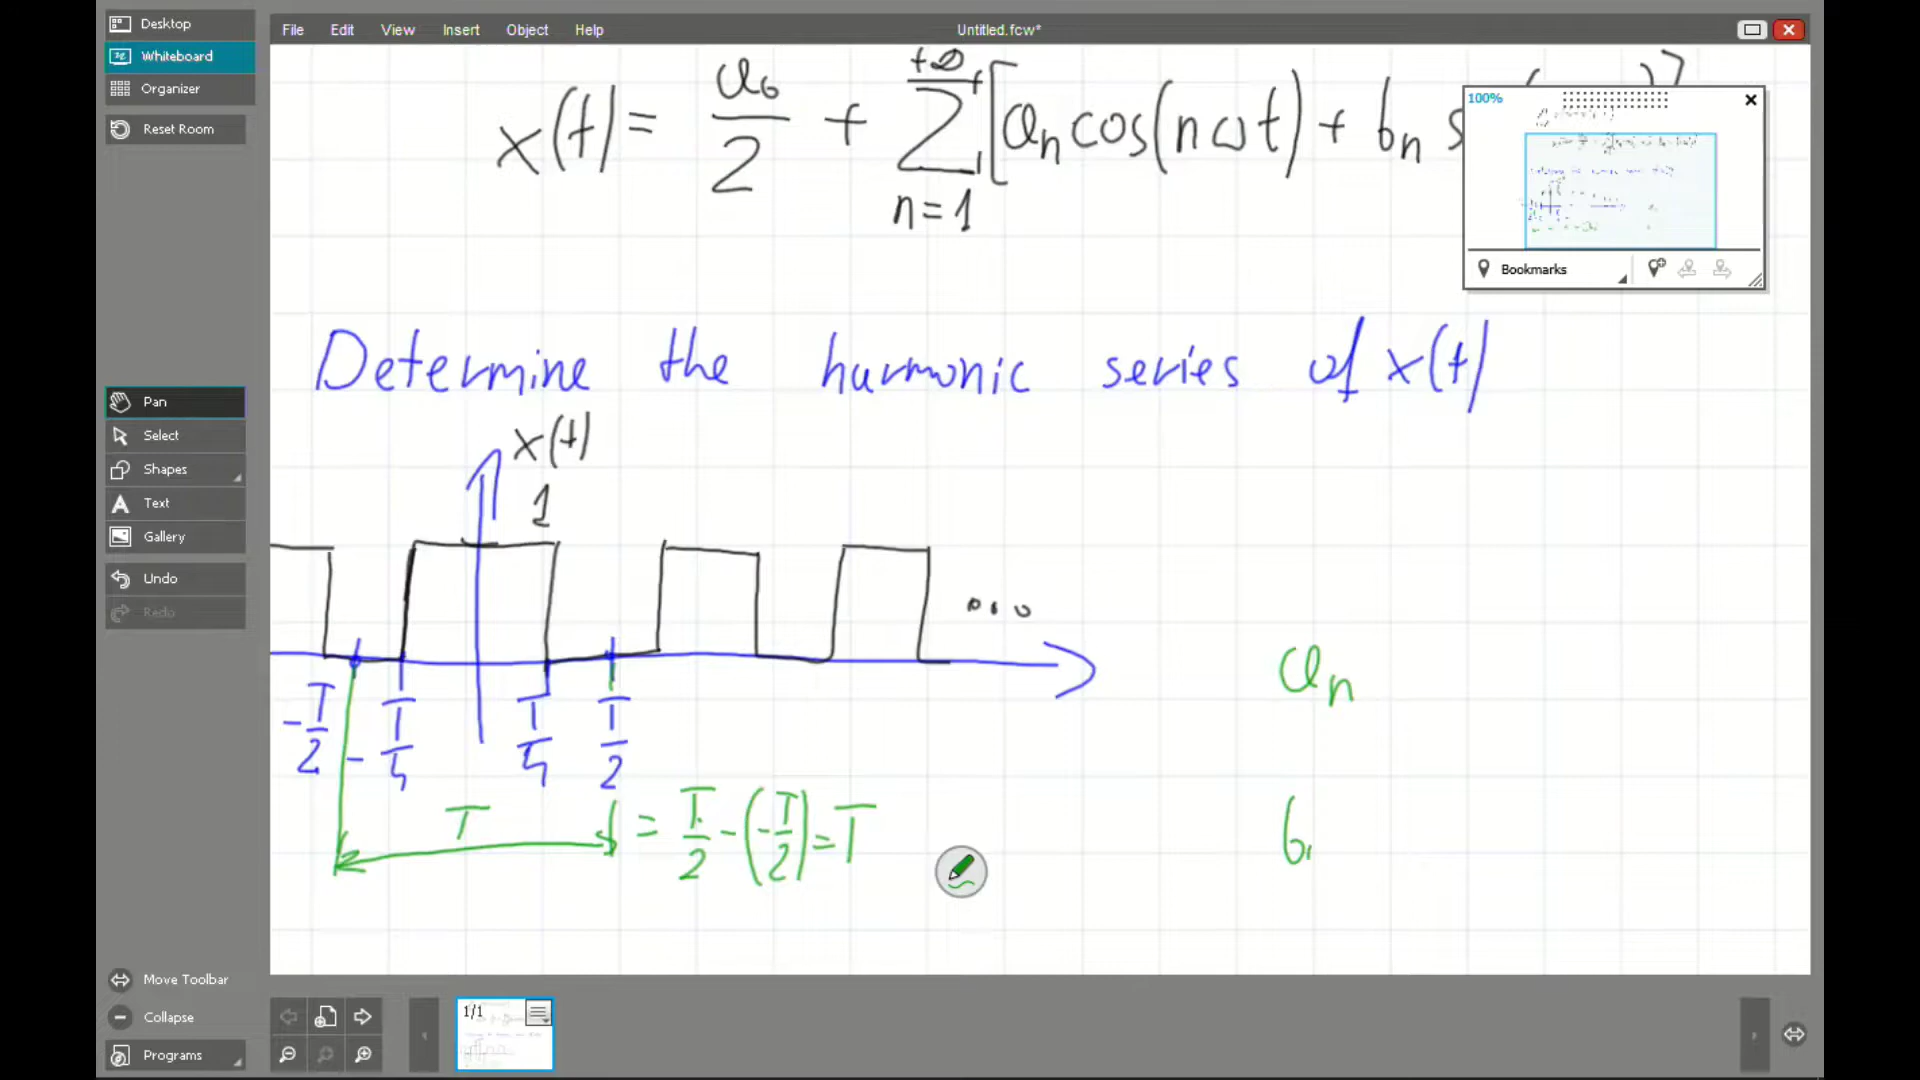 Desktop
Whiteboard
Organizer
Reset Room
File Edit View Insert Object Help
Untitled.fcw*
x(t) = a₀/2 + ∑ n=1 +∞ [aₙ cos(nωt) + bₙ s
100%
Bookmarks
Determine the harmonic series of x(t)
x(t)
1
...
-T/2 -T/4 T/4 T/2
T = T/2 - (-T/2) = T
aₙ
b
Pan
Select
Shapes
Text
Gallery
Undo
Redo
Move Toolbar
Collapse
Programs
1/1